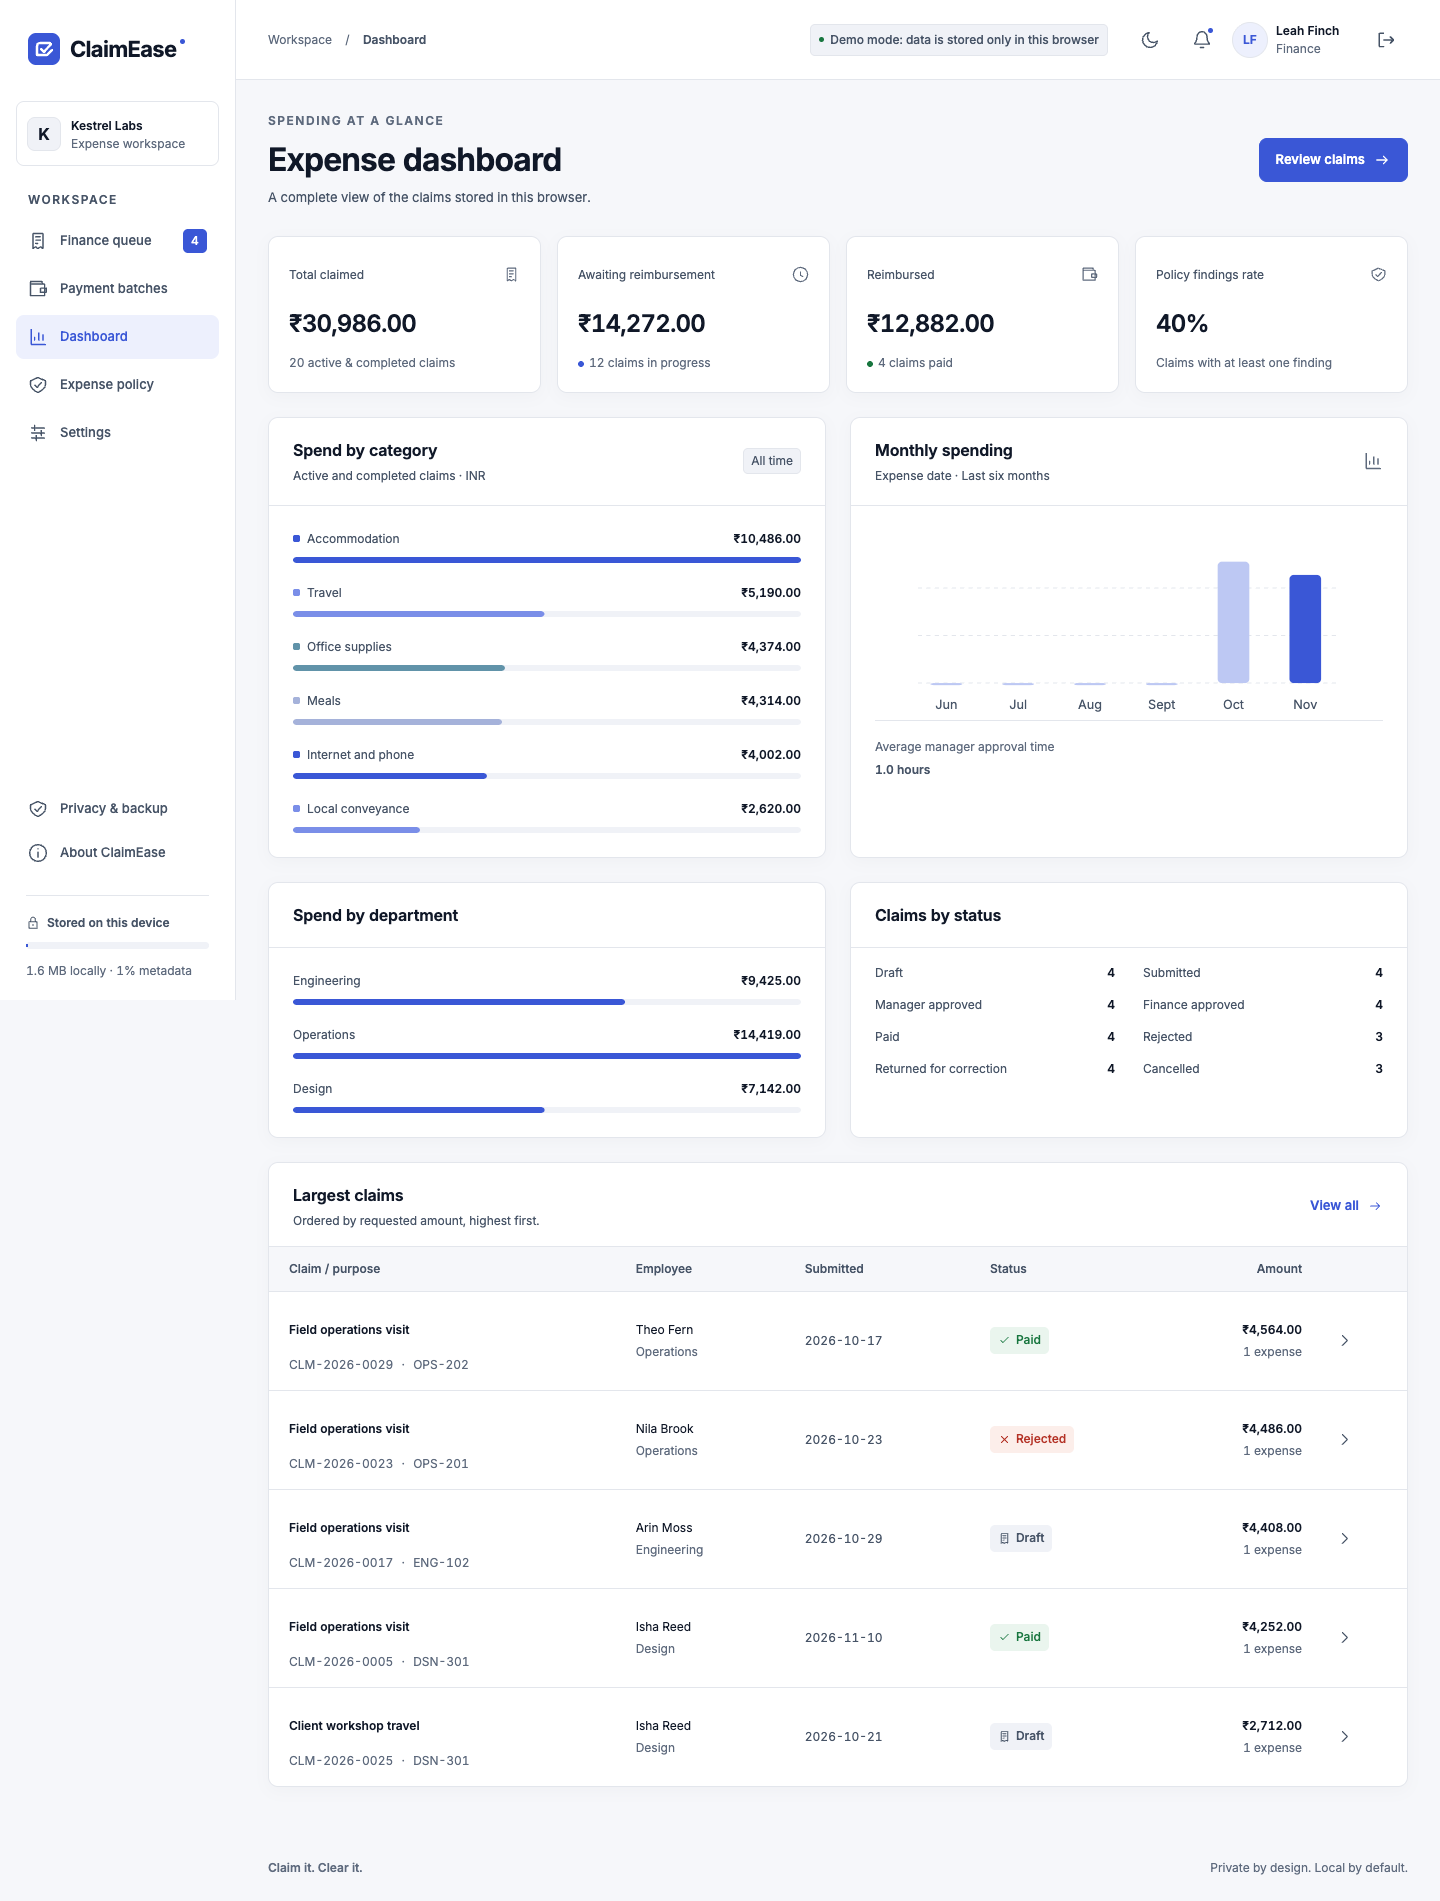 ClaimEase
K
Kestrel Labs
Expense workspace
WORKSPACE
Finance queue 4
Payment batches
Dashboard
Expense policy
Settings
Privacy & backup
About ClaimEase
Stored on this device
1.6 MB locally · 1% metadata
Workspace / Dashboard
Demo mode: data is stored only in this browser
LF
Leah Finch
Finance
SPENDING AT A GLANCE
Expense dashboard
A complete view of the claims stored in this browser.
Review claims
Total claimed
₹30,986.00
20 active & completed claims
Awaiting reimbursement
₹14,272.00
12 claims in progress
Reimbursed
₹12,882.00
4 claims paid
Policy findings rate
40%
Claims with at least one finding
Spend by category
Active and completed claims · INR
All time
Accommodation ₹10,486.00
Travel ₹5,190.00
Office supplies ₹4,374.00
Meals ₹4,314.00
Internet and phone ₹4,002.00
Local conveyance ₹2,620.00
Monthly spending
Expense date · Last six months
Jun Jul Aug Sept Oct Nov
Average manager approval time
1.0 hours
Spend by department
Engineering ₹9,425.00
Operations ₹14,419.00
Design ₹7,142.00
Claims by status
Draft 4 Submitted 4
Manager approved 4 Finance approved 4
Paid 4 Rejected 3
Returned for correction 4 Cancelled 3
Largest claims
Ordered by requested amount, highest first.
View all
Claim / purpose Employee Submitted Status Amount
Field operations visit
CLM-2026-0029 · OPS-202
Theo Fern
Operations
2026-10-17
Paid
₹4,564.00
1 expense
Field operations visit
CLM-2026-0023 · OPS-201
Nila Brook
Operations
2026-10-23
Rejected
₹4,486.00
1 expense
Field operations visit
CLM-2026-0017 · ENG-102
Arin Moss
Engineering
2026-10-29
Draft
₹4,408.00
1 expense
Field operations visit
CLM-2026-0005 · DSN-301
Isha Reed
Design
2026-11-10
Paid
₹4,252.00
1 expense
Client workshop travel
CLM-2026-0025 · DSN-301
Isha Reed
Design
2026-10-21
Draft
₹2,712.00
1 expense
Claim it. Clear it.
Private by design. Local by default.